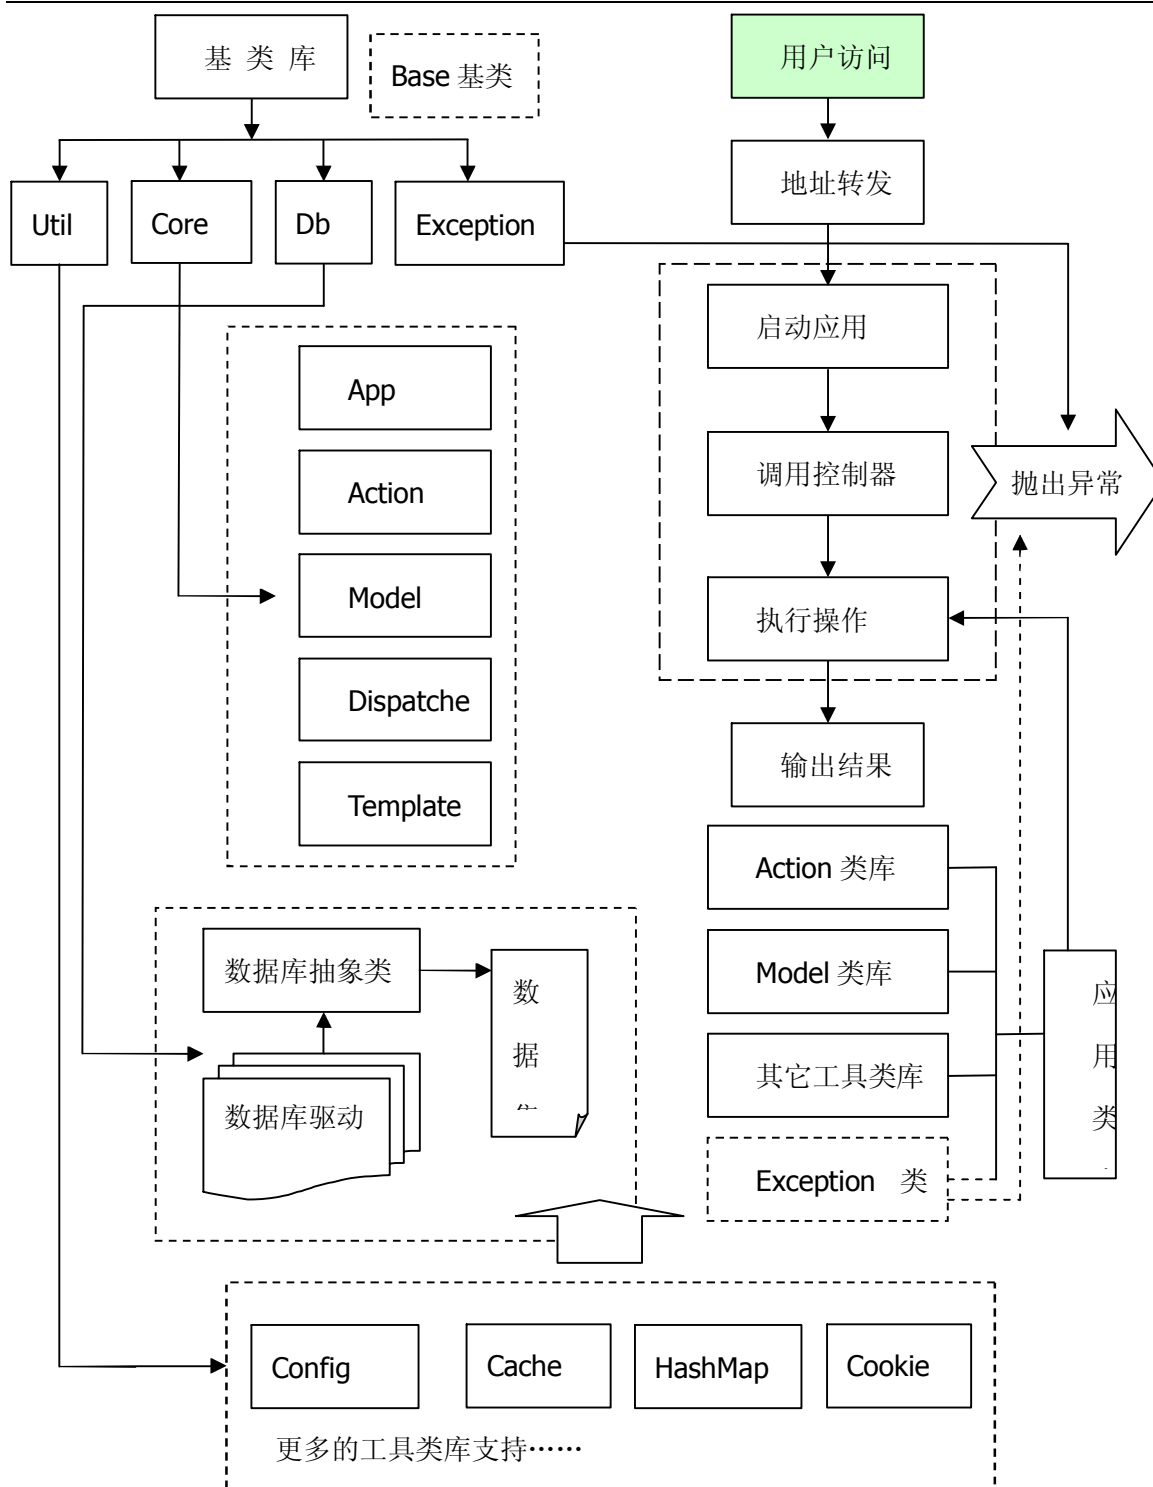 基 类 库
Base 基类
用户访问
地址转发
Util
Core
Db
Exception
启动应用
App
调用控制器
抛出异常
Action
Model
执行操作
Dispatche
输出结果
Template
Action 类库
数据库抽象类
数
据
Model 类库
应
用
类
其它工具类库
数据库驱动
Exception 类
Config
Cache
HashMap
Cookie
更多的工具类库支持……